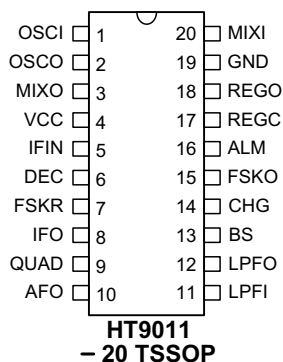 OSCI 1 20 MIXI
OSCO 2 19 GND
MIXO 3 18 REGO
VCC 4 17 REGC
IFIN 5 16 ALM
DEC 6 15 FSKO
FSKR 7 14 CHG
IFO 8 13 BS
QUAD 9 12 LPFO
AFO 10 11 LPFI
HT9011
– 20 TSSOP